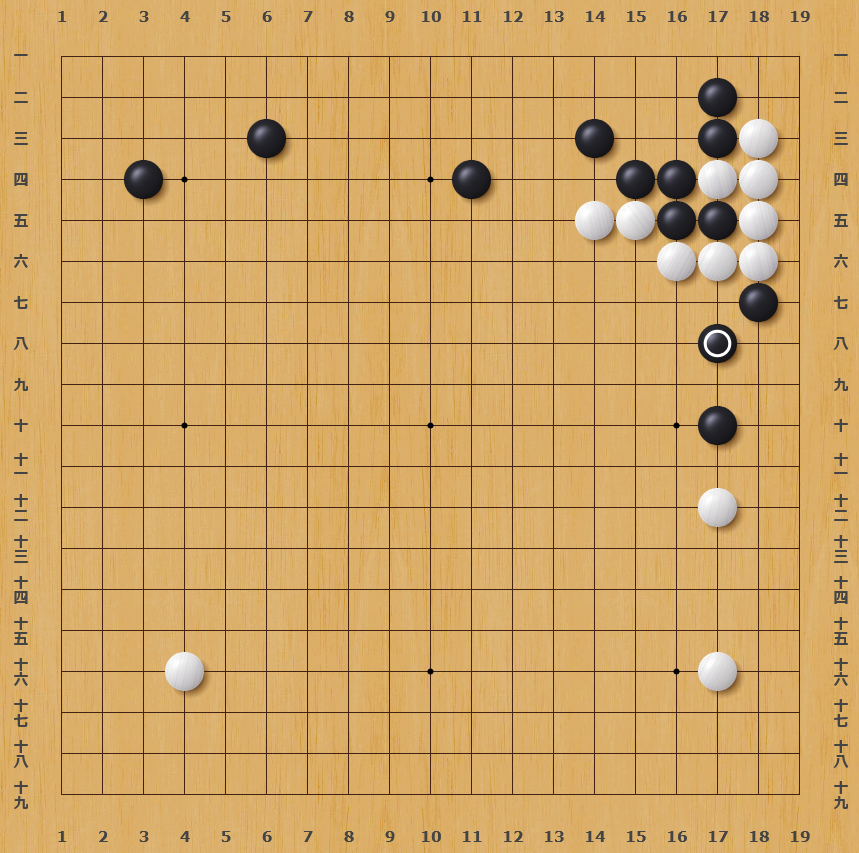 1 2 3 4 5 6 7 8 9 10 11 12 13 14 15 16 17 18 19
一 一
二 二
三 三
四 四
五 五
六 六
七 七
八 八
九 九
十 十
十一 十一
十二 十二
十三 十三
十四 十四
十五 十五
十六 十六
十七 十七
十八 十八
十九 十九
1 2 3 4 5 6 7 8 9 10 11 12 13 14 15 16 17 18 19